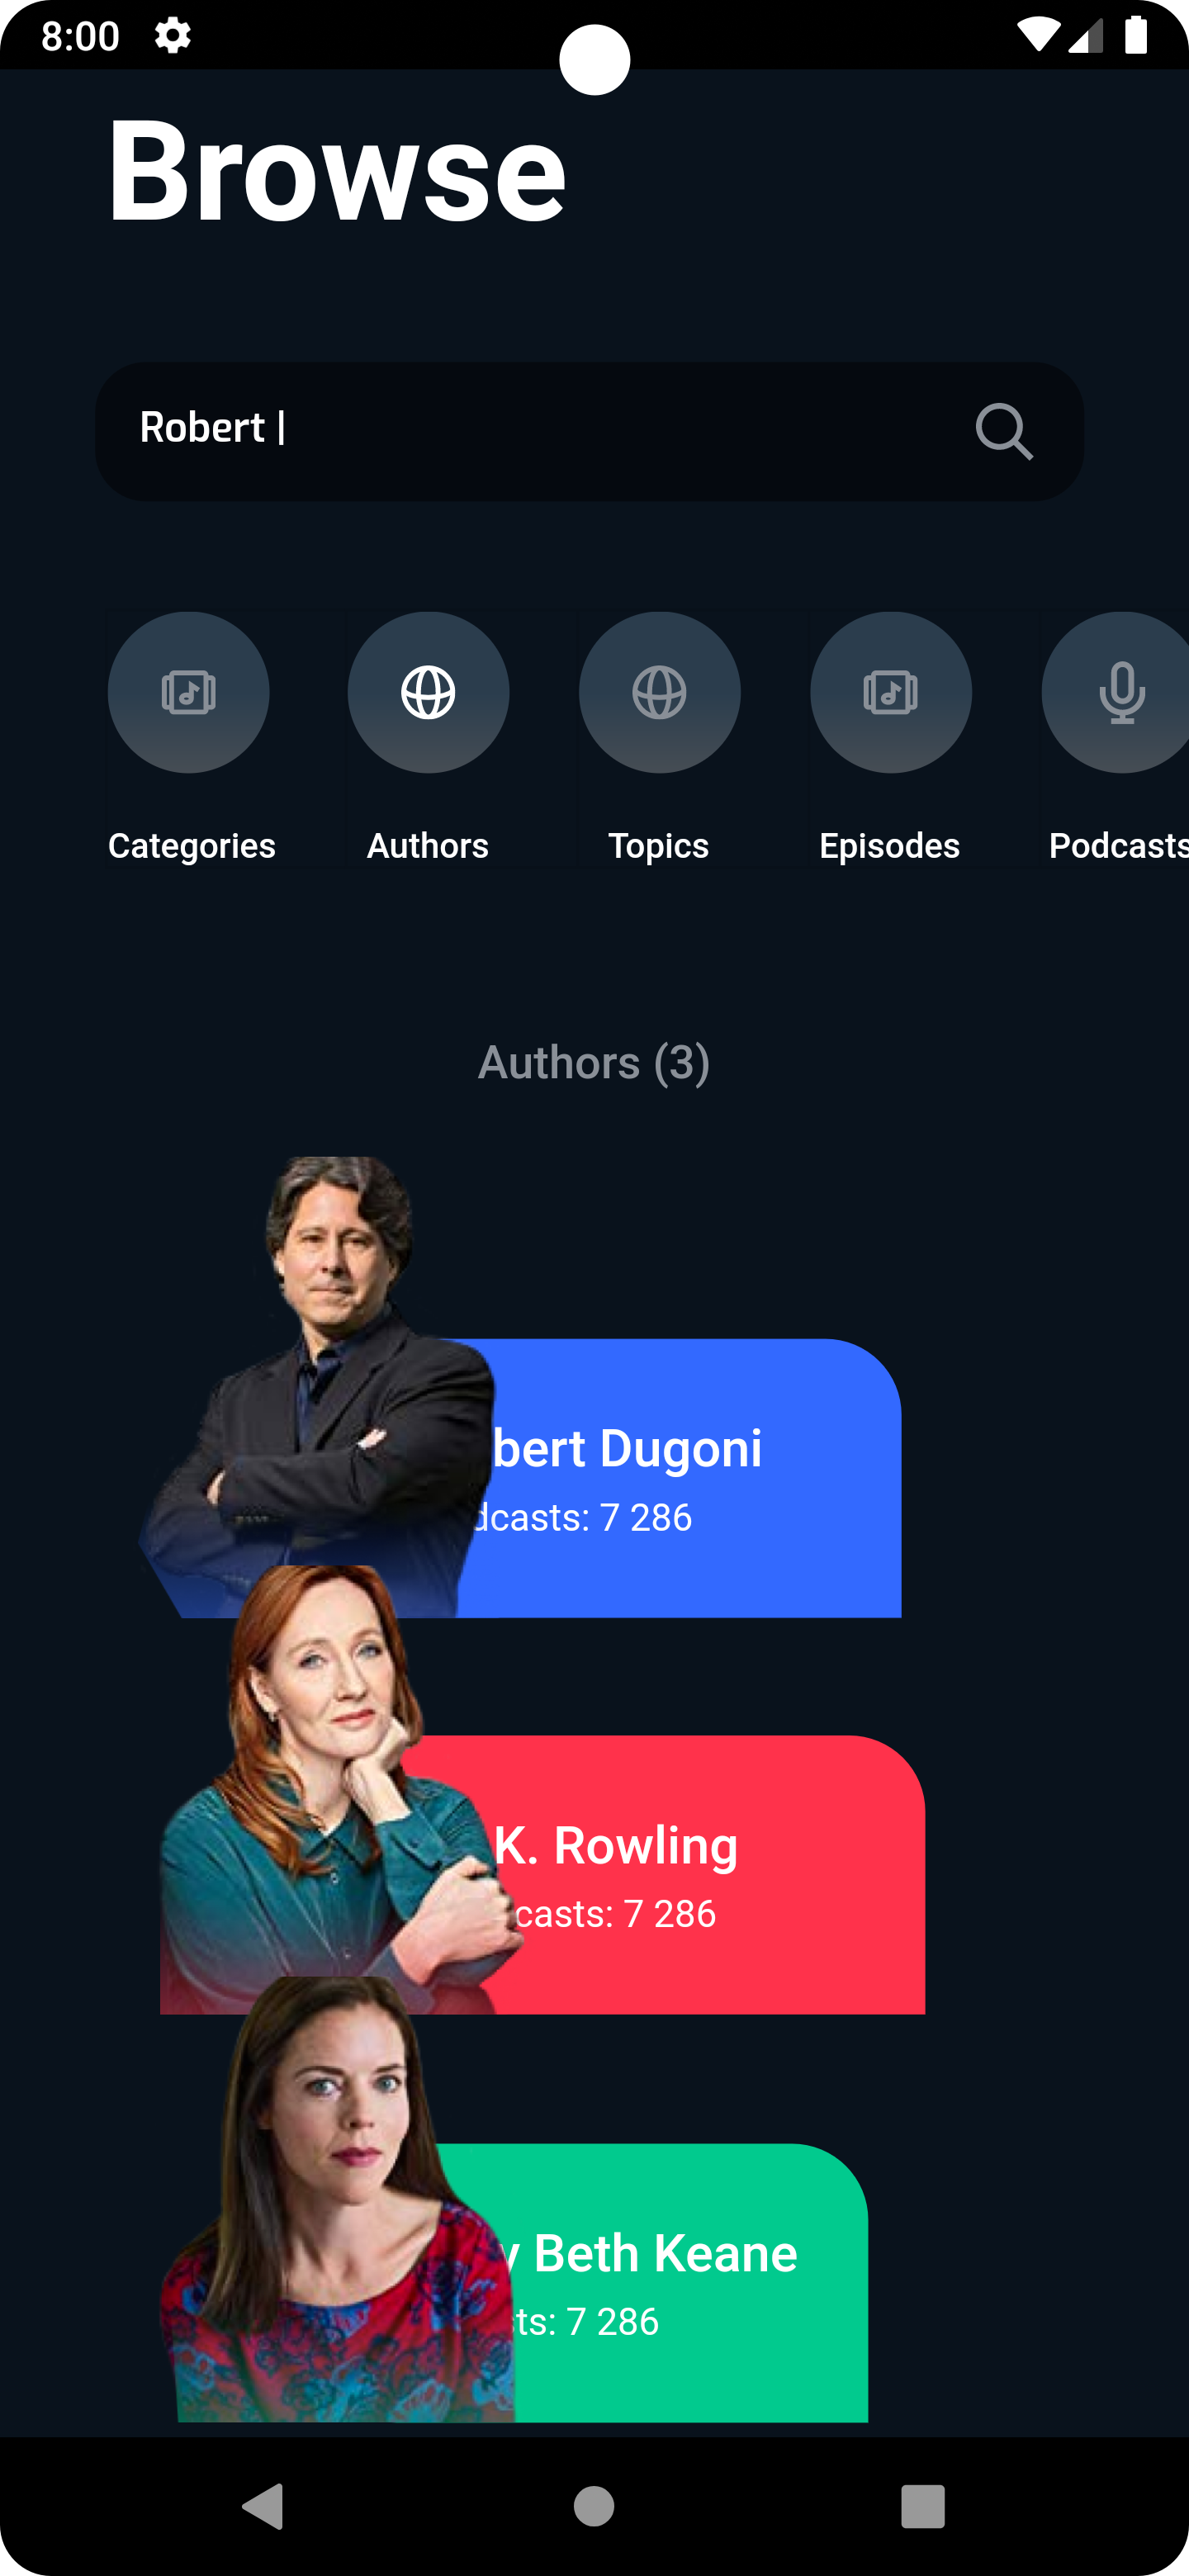 8:00
Browse
Robert |
Categories Authors Topics Episodes Podcasts
Authors (3)
bert Dugoni
dcasts: 7 286
K. Rowling
casts: 7 286
y Beth Keane
ts: 7 286